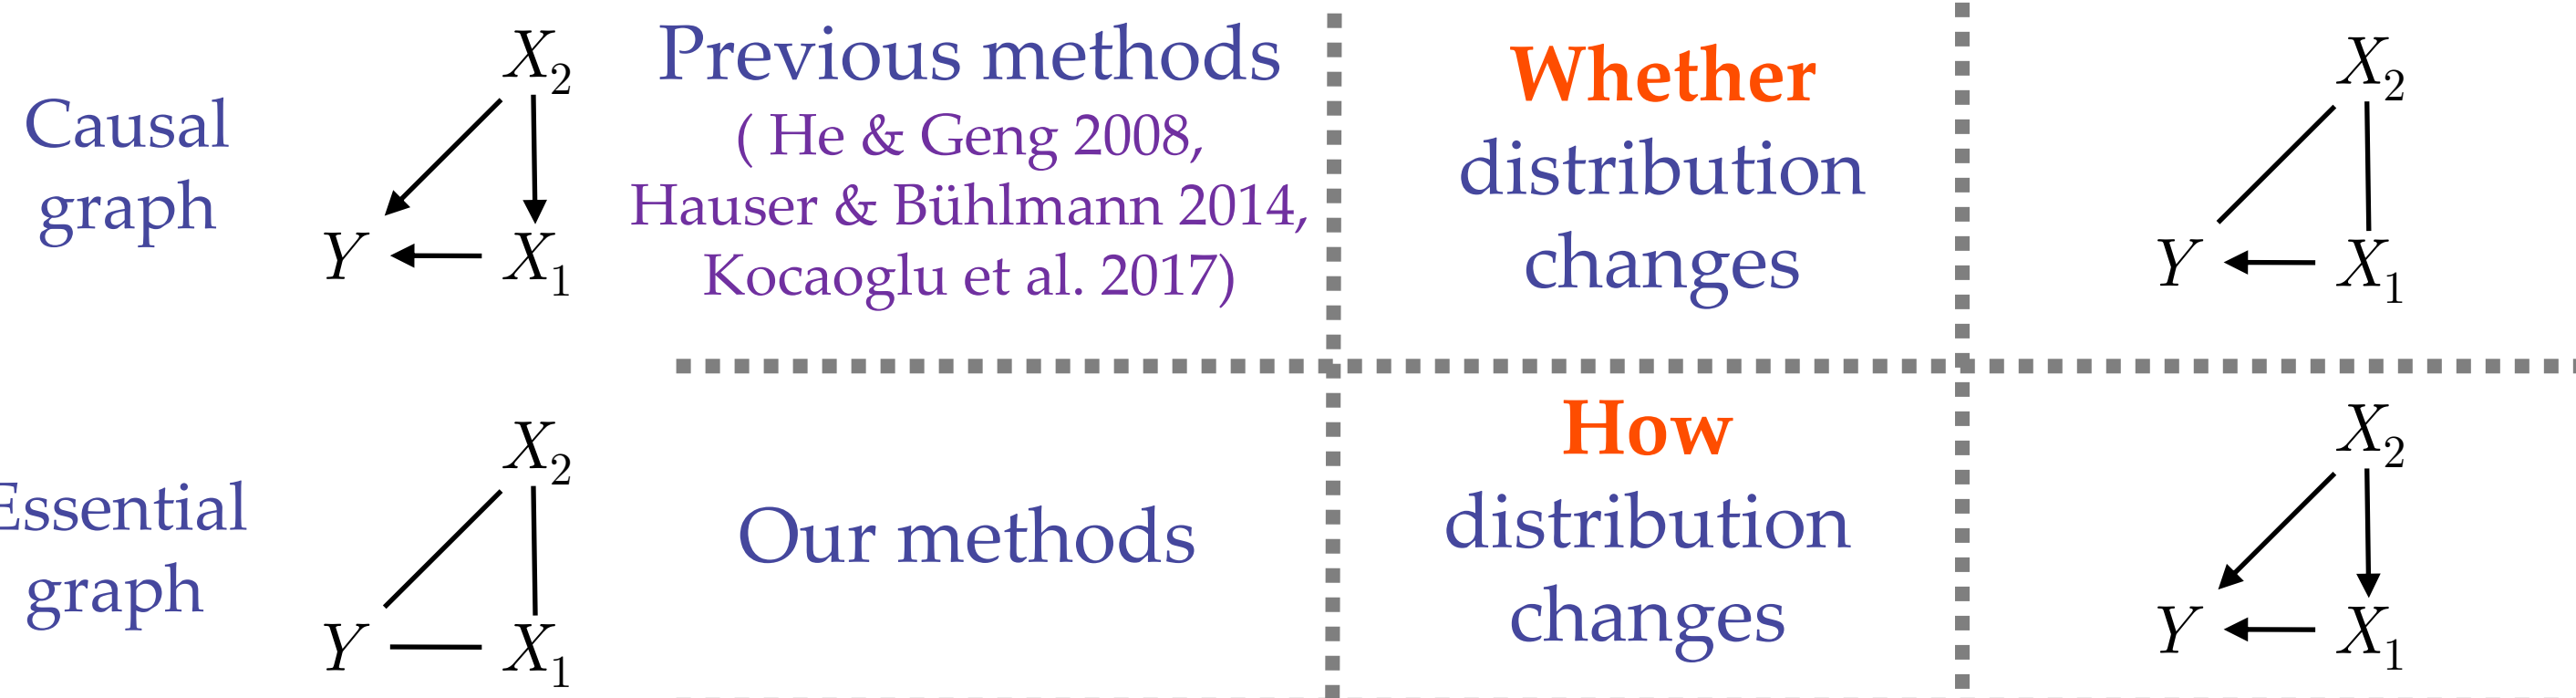 Causal
graph
X₂
Y
X₁
Previous methods
( He & Geng 2008,
Hauser & Bühlmann 2014,
Kocaoglu et al. 2017)
Whether
distribution
changes
X₂
Y
X₁
Essential
graph
X₂
Y
X₁
Our methods
How
distribution
changes
X₂
Y
X₁